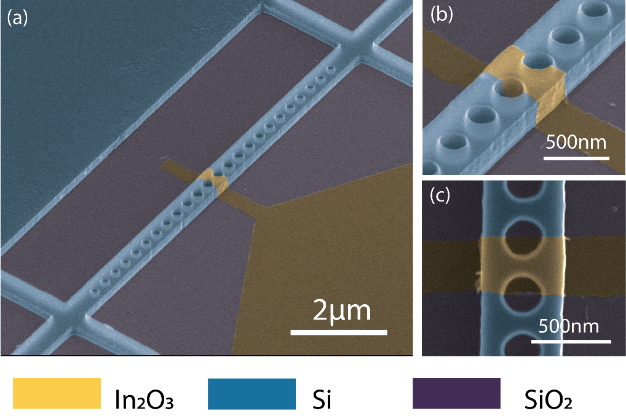 (a)
2μm
(b)
500nm
(c)
500nm
In₂O₃
Si
SiO₂